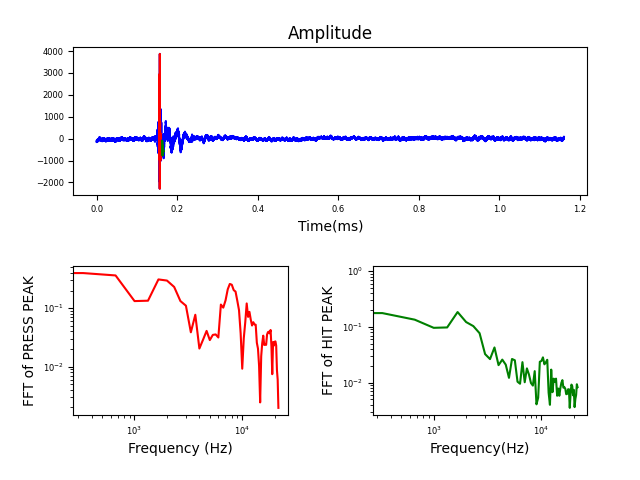 Amplitude
4000
3000
2000
1000
0
−1000
−2000
0.0 0.2 0.4 0.6 0.8 1.0 1.2
Time(ms)
FFT of PRESS PEAK
10⁻¹
10⁻²
10³ 10⁴
Frequency (Hz)
FFT of HIT PEAK
10⁰
10⁻¹
10⁻²
10³ 10⁴
Frequency(Hz)